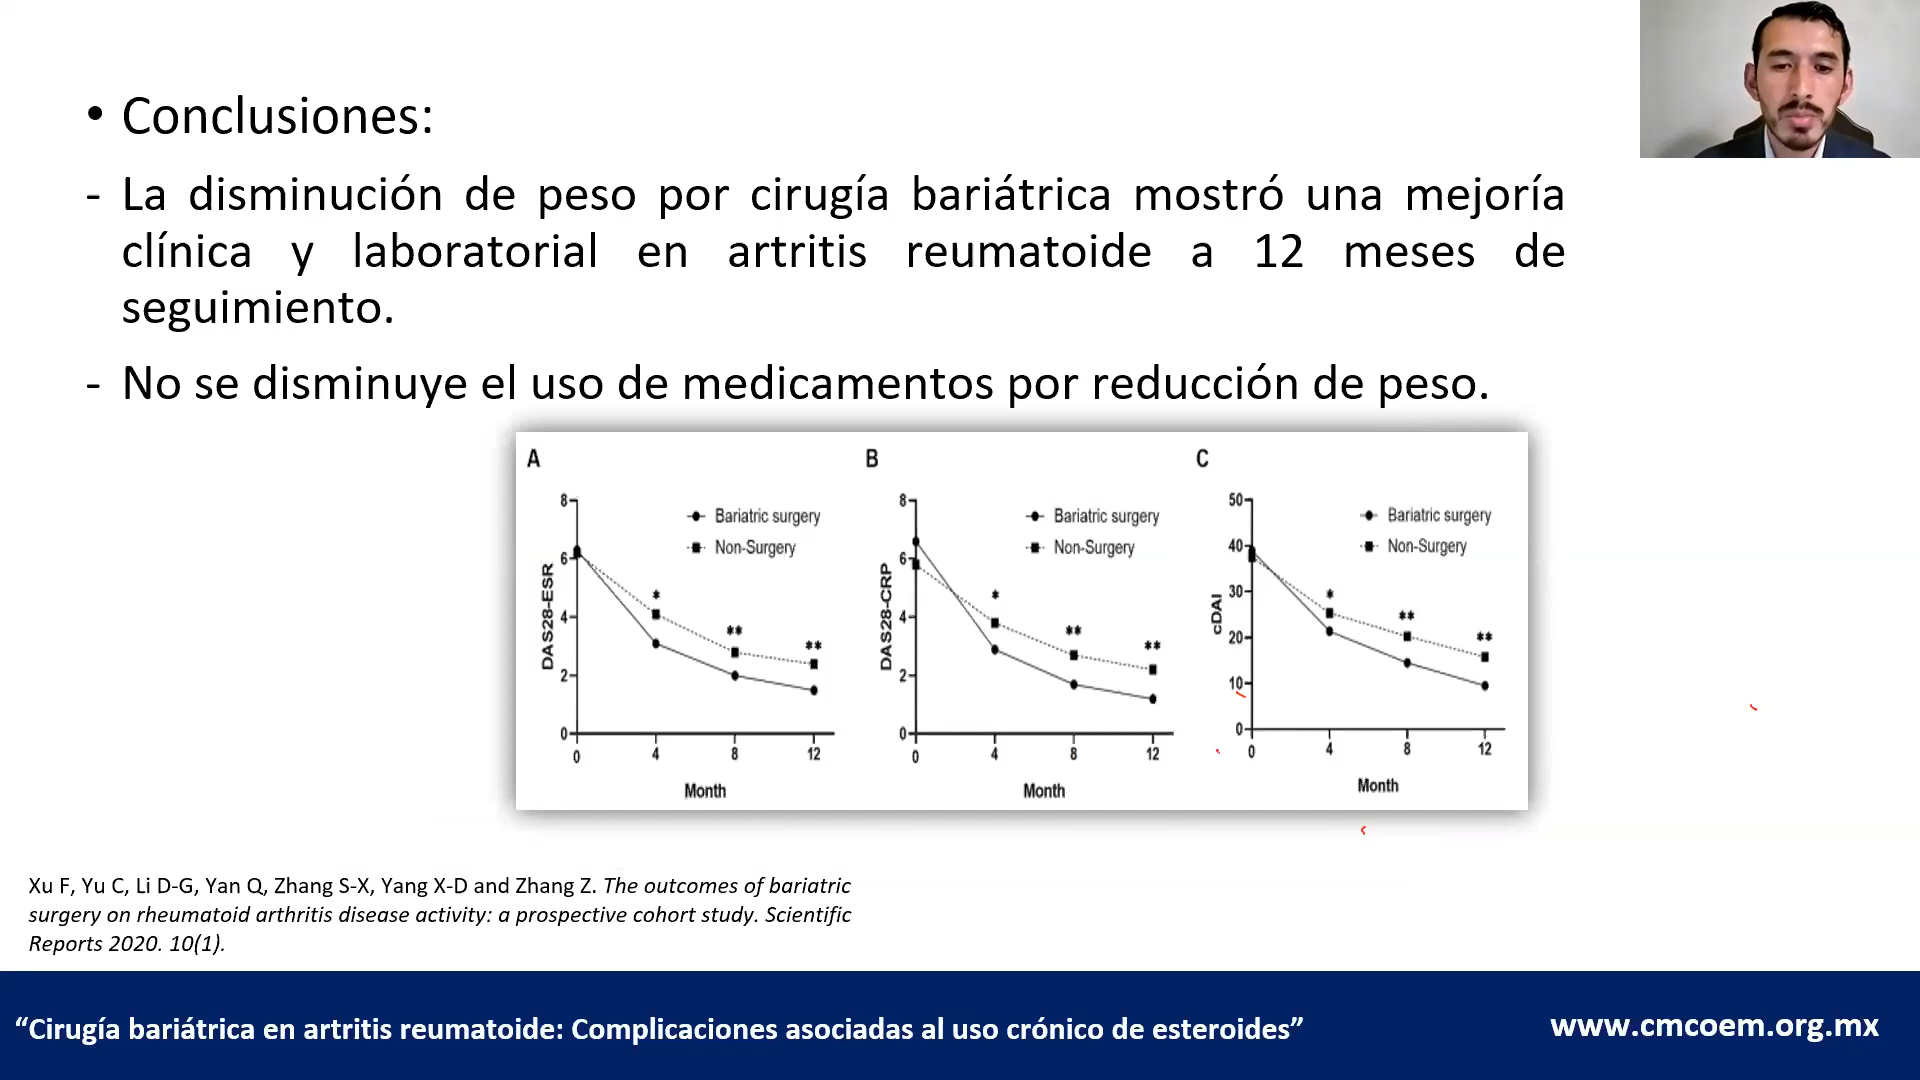 • Conclusiones:
- La disminución de peso por cirugía bariátrica mostró una mejoría
clínica y laboratorial en artritis reumatoide a 12 meses de
seguimiento.
- No se disminuye el uso de medicamentos por reducción de peso.
A
8
6
4
2
0
DAS28-ESR
Bariatric surgery
Non-Surgery
*
**
**
0 4 8 12
Month
B
8
6
4
2
0
DAS28-CRP
Bariatric surgery
Non-Surgery
*
**
**
0 4 8 12
Month
C
50
40
30
20
10
0
cDAI
Bariatric surgery
Non-Surgery
*
**
**
0 4 8 12
Month
Xu F, Yu C, Li D-G, Yan Q, Zhang S-X, Yang X-D and Zhang Z. The outcomes of bariatric
surgery on rheumatoid arthritis disease activity: a prospective cohort study. Scientific
Reports 2020. 10(1).
“Cirugía bariátrica en artritis reumatoide: Complicaciones asociadas al uso crónico de esteroides”
www.cmcoem.org.mx